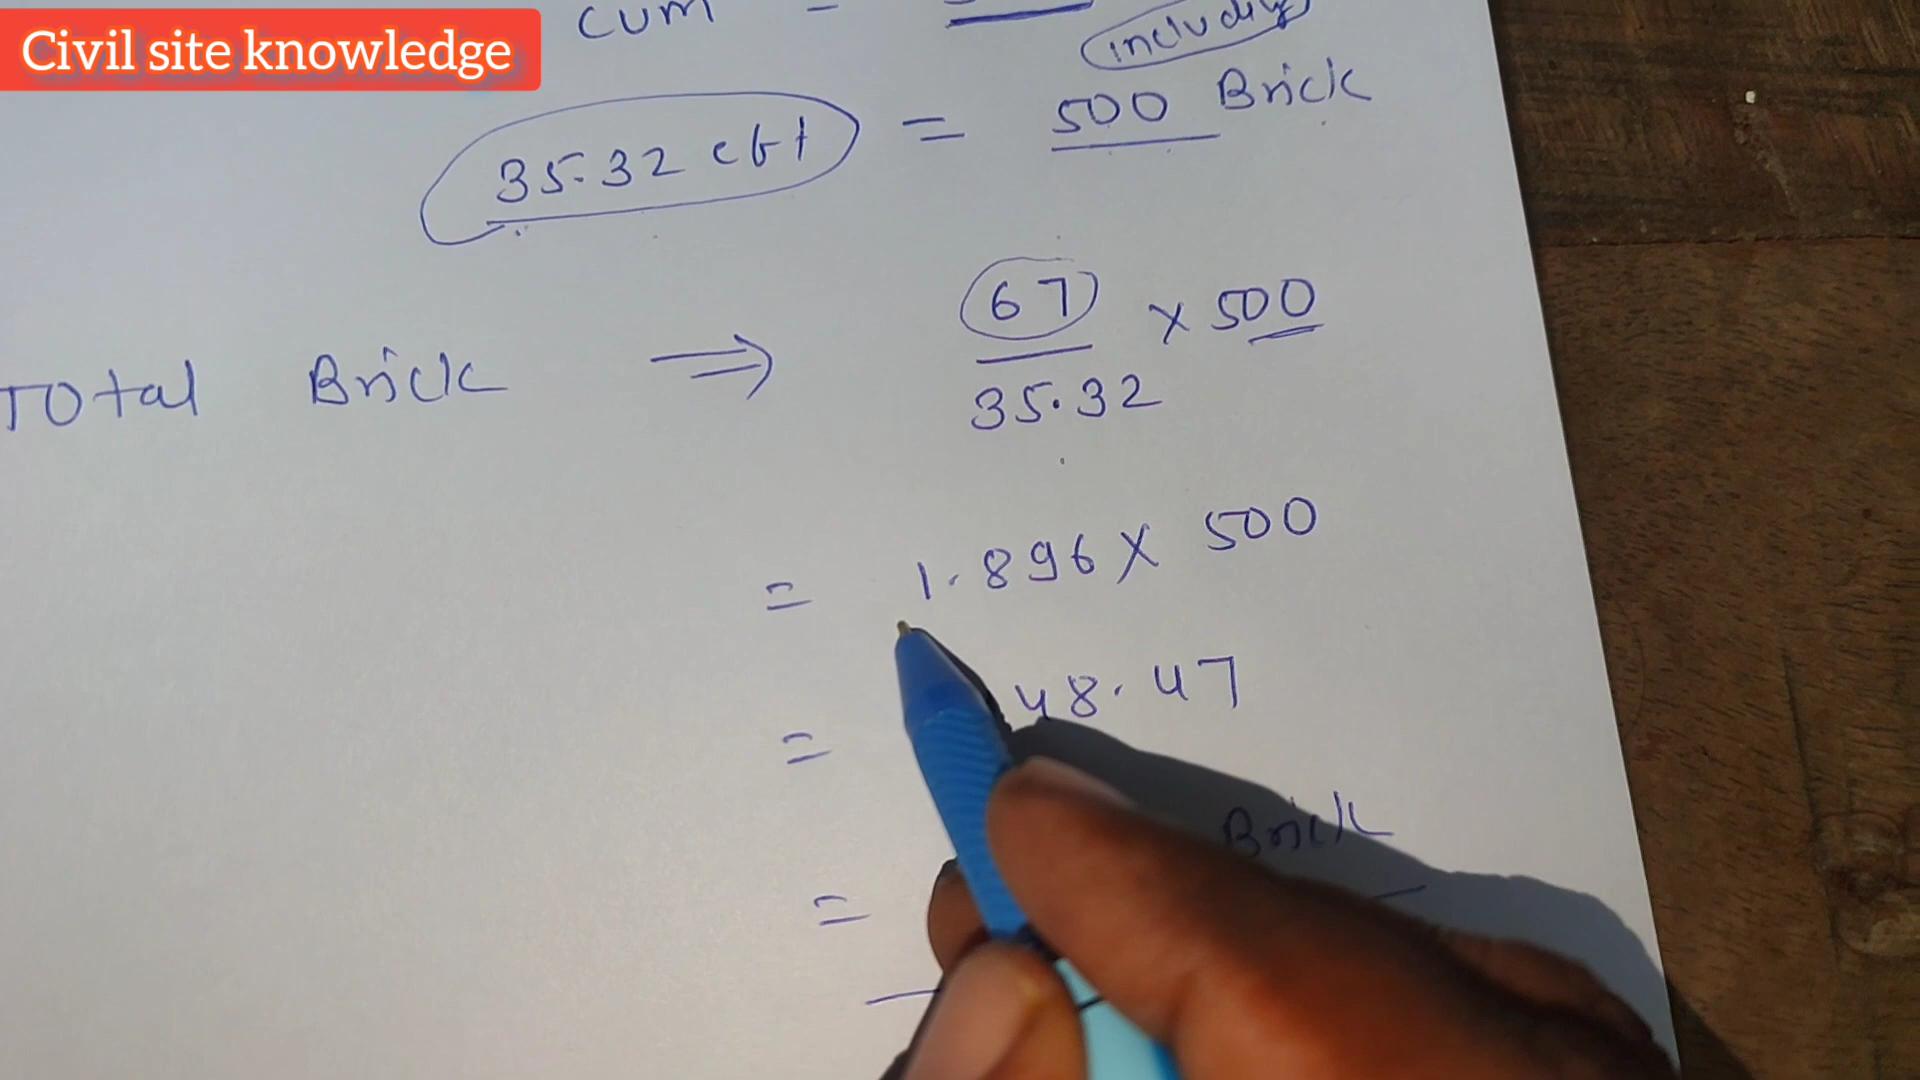 Civil site knowledge
cum -
including
35.32 cft = 500 Brick
67 × 500
Total Brick ⇒
35.32
= 1.896 × 500
= 48.47
Brick
=